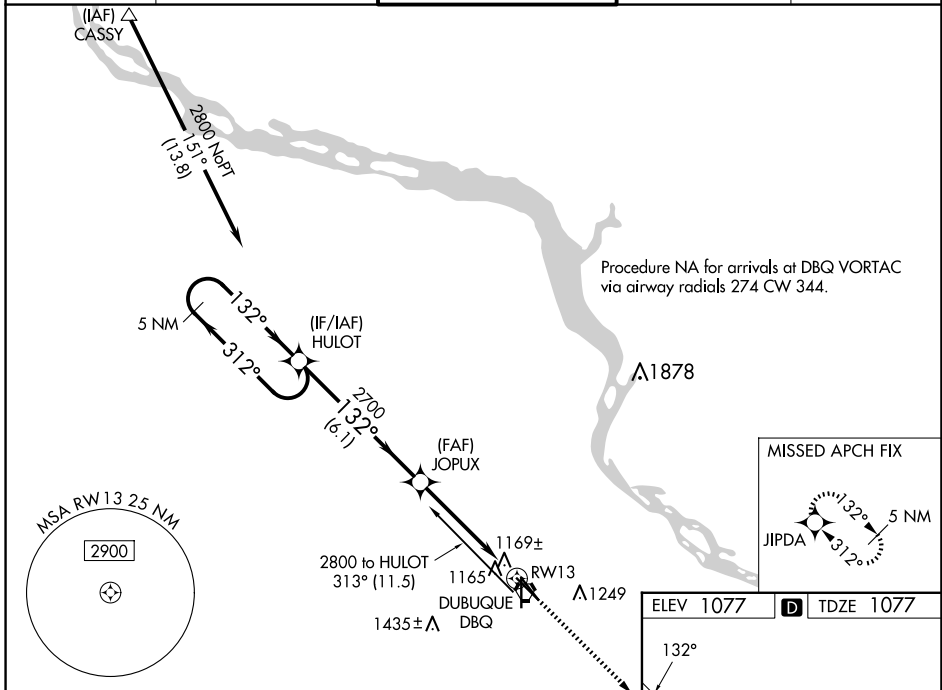 (IAF)
CASSY
2800 NoPT
151°
(13.8)
Procedure NA for arrivals at DBQ VORTAC
via airway radials 274 CW 344.
132°
5 NM
312°
(IF/IAF)
HULOT
1878
2700
132°
(6.1)
(FAF)
JOPUX
MISSED APCH FIX
132°
5 NM
JIPDA
312°
MSA RW13 25 NM
2900
2800 to HULOT
313° (11.5)
1169±
1165
RW13
DUBUQUE
DBQ
1249
1435±
ELEV 1077
D
TDZE 1077
132°